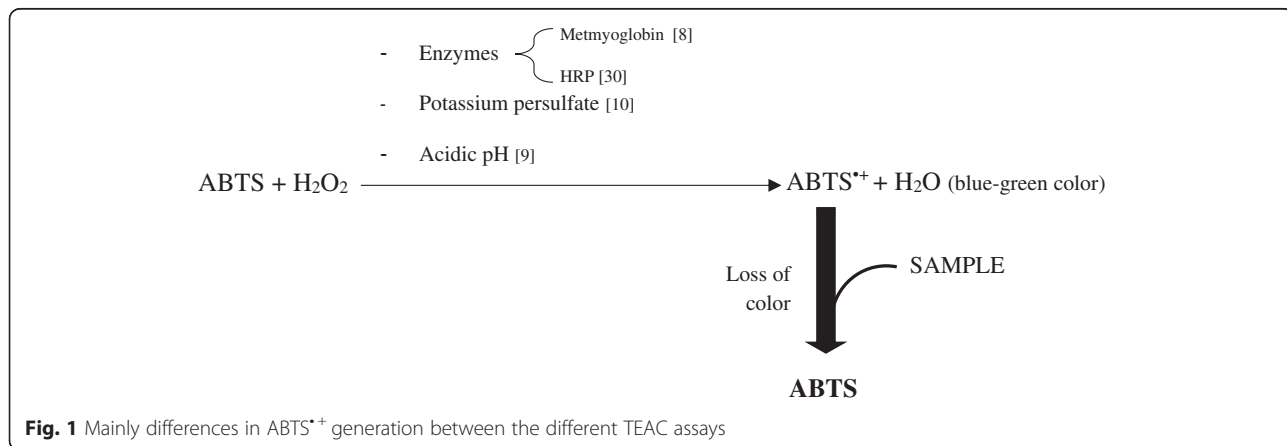 Metmyoglobin [8]
- Enzymes
HRP [30]
- Potassium persulfate [10]
- Acidic pH [9]
ABTS + H₂O₂ ABTS•⁺ + H₂O (blue-green color)
Loss of color SAMPLE
ABTS
Fig. 1 Mainly differences in ABTS•⁺ generation between the different TEAC assays